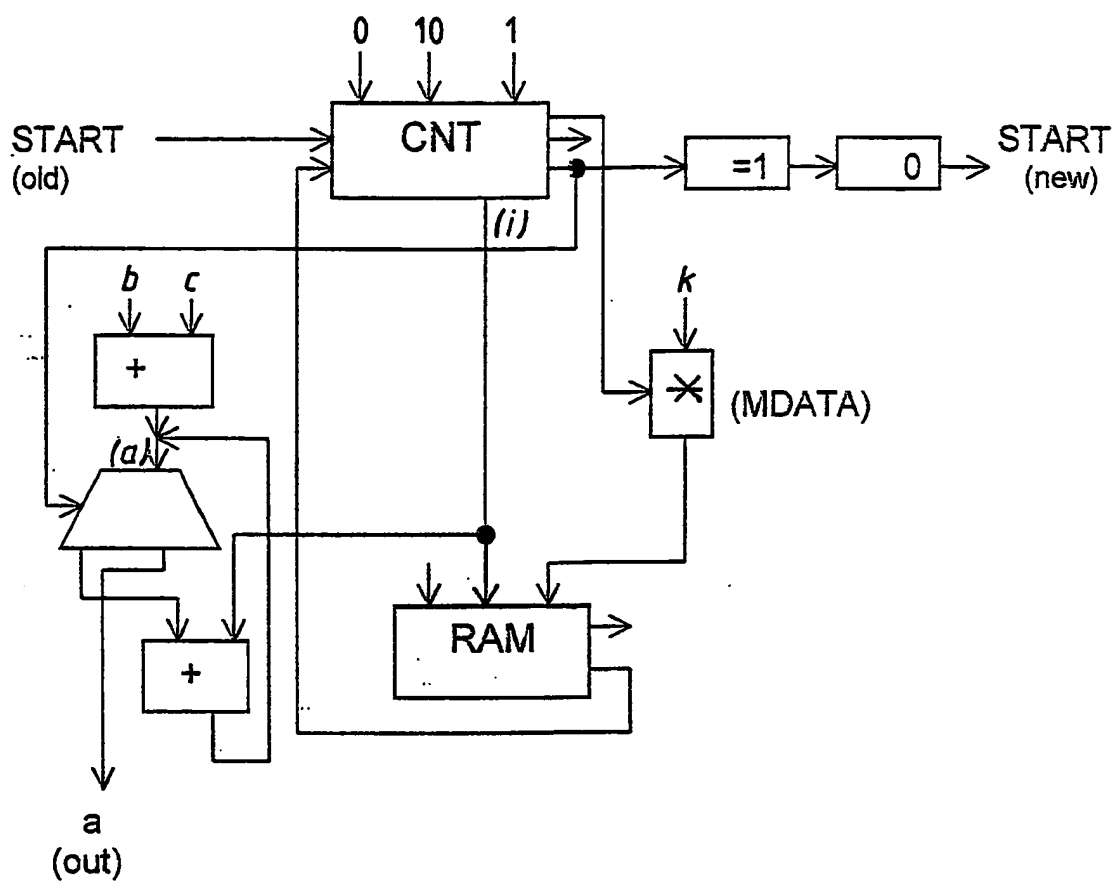 0 10 1
START
(old)
CNT
=1
0
START
(new)
(i)
b c
k
+
(MDATA)
(a)
RAM
+
a
(out)